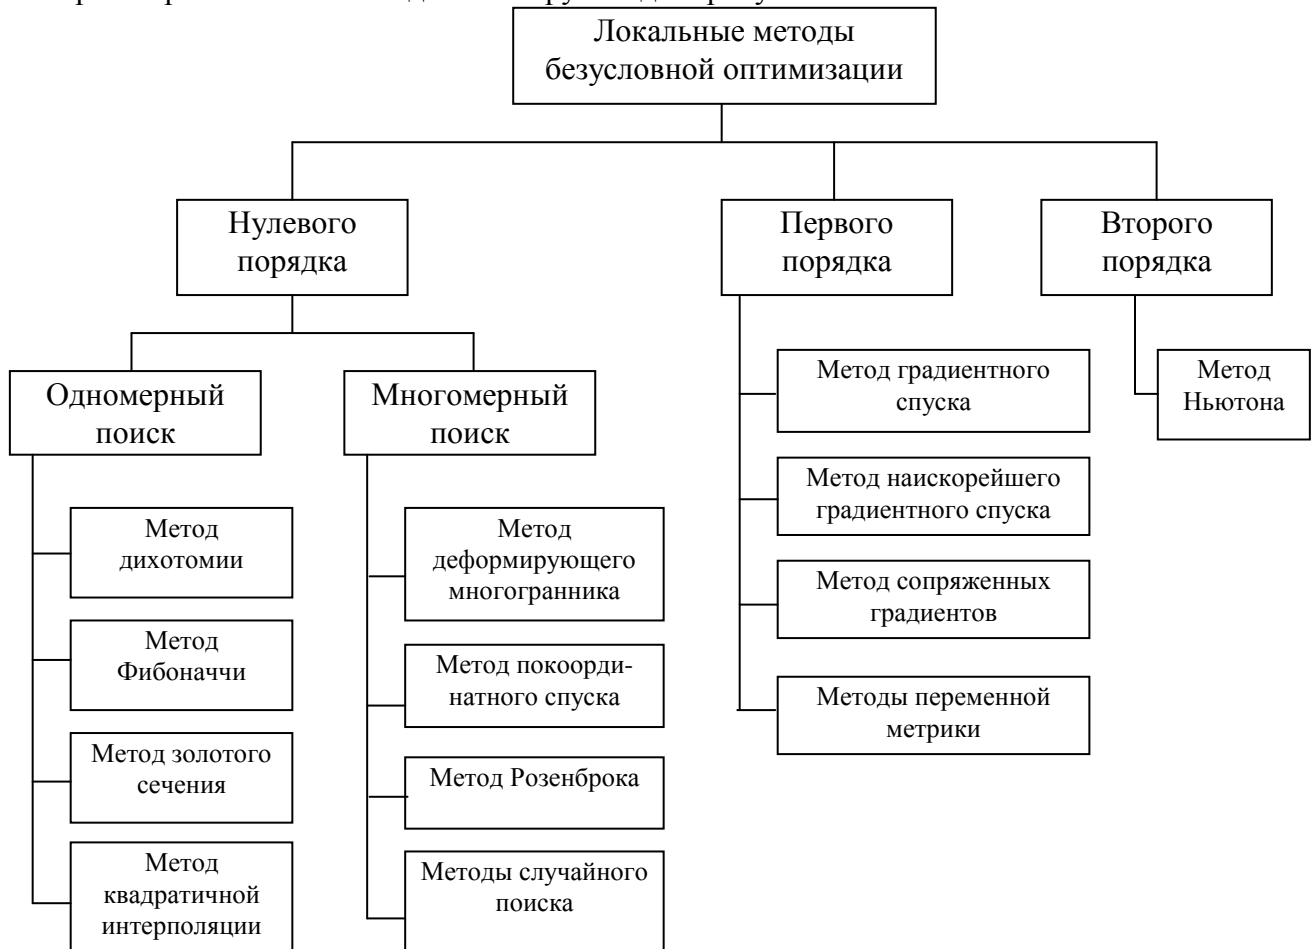 Локальные методы
безусловной оптимизации
Нулевого
порядка
Первого
порядка
Второго
порядка
Одномерный
поиск
Многомерный
поиск
Метод
дихотомии
Метод
Фибоначчи
Метод золотого
сечения
Метод
квадратичной
интерполяции
Метод
деформирующего
многогранника
Метод покоорди-
натного спуска
Метод Розенброка
Методы случайного
поиска
Метод градиентного
спуска
Метод наискорейшего
градиентного спуска
Метод сопряженных
градиентов
Методы переменной
метрики
Метод
Ньютона